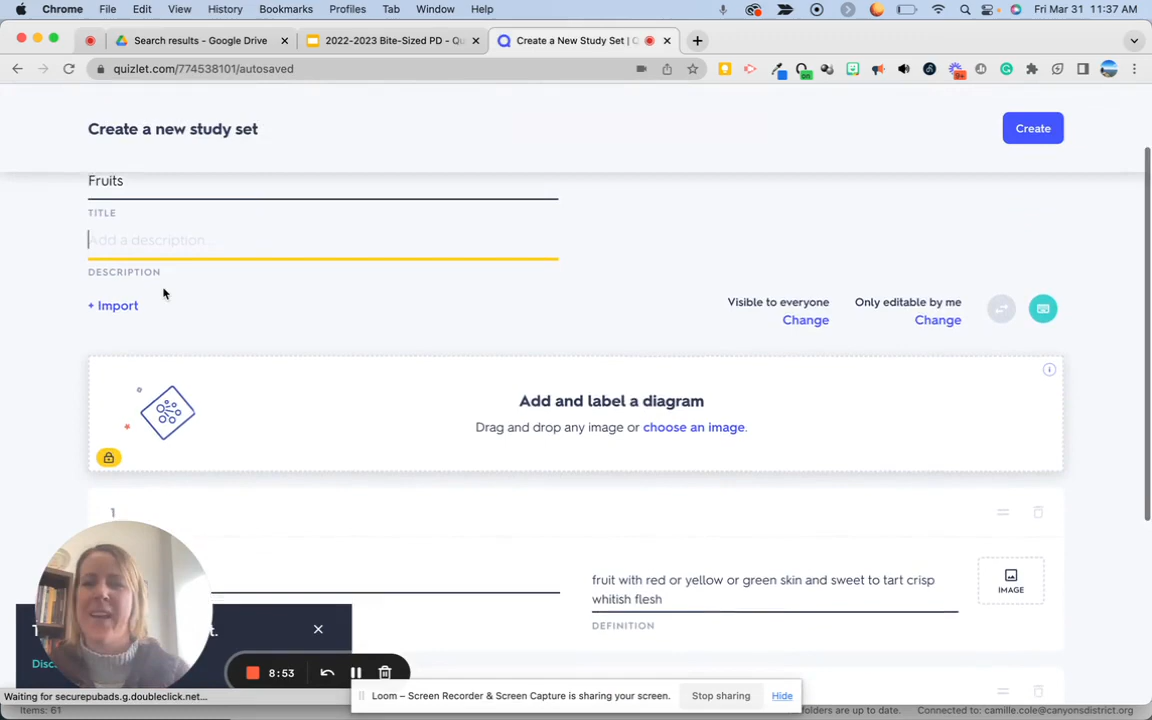 Chrome File Edit View History Bookmarks Profiles Tab Window Help Fri Mar 31 11:37 AM
Search results - Google Drive 2022-2023 Bite-Sized PD - Qu Create a New Study Set | Q
quizlet.com/774538101/autosaved
on 9+
Create a new study set Create
Fruits
TITLE
Add a description...
DESCRIPTION
+ Import
Visible to everyone Only editable by me
Change Change
Add and label a diagram
Drag and drop any image or choose an image.
1
fruit with red or yellow or green skin and sweet to tart crisp
whitish flesh
IMAGE
DEFINITION
t.
Disc
8:53
Waiting for securepubads.g.doubleclick.net...
Loom – Screen Recorder & Screen Capture is sharing your screen. Stop sharing Hide
Items: 61 folders are up to date. Connected to: camille.cole@canyonsdistrict.org